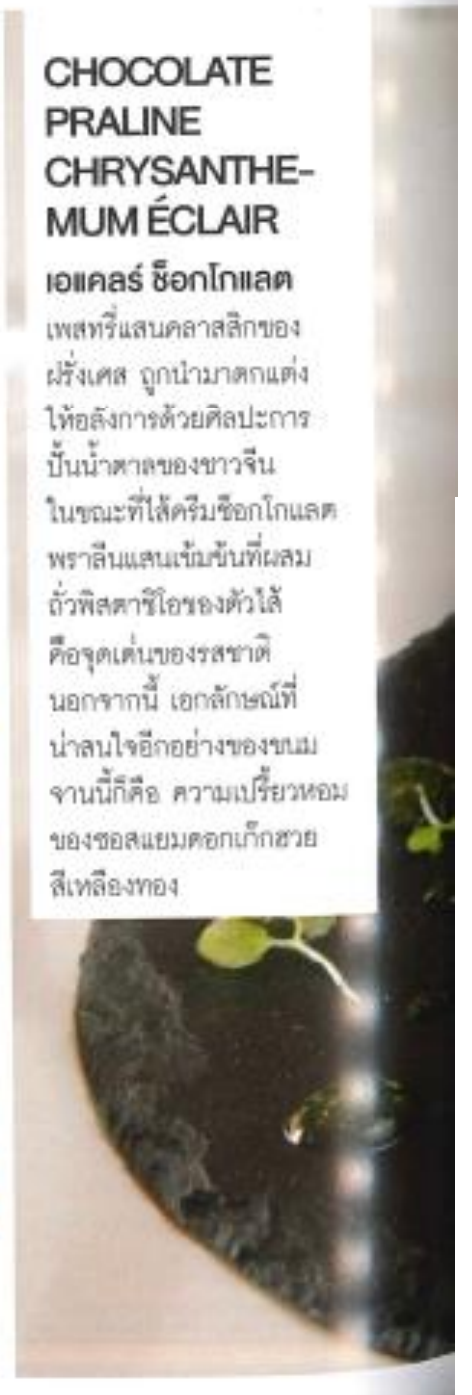 CHOCOLATE
PRALINE
CHRYSANTHE-
MUM ÉCLAIR
เอแคลร์ ช็อกโกแลต
เพสทรี่แสนคลาสสิกของ
ฝรั่งเศส ถูกนำมาตกแต่ง
ให้อลังการด้วยศิลปะการ
ปั้นน้ำตาลของชาวจีน
ในขณะที่ไส้ครีมช็อกโกแลต
พราลีนแสนเข้มข้นที่ผสม
ถั่วพิสตาชิโอของตัวไส้
คือจุดเด่นของรสชาติ
นอกจากนี้ เอกลักษณ์ที่
น่าสนใจอีกอย่างของขนม
จานนี้ก็คือ ความเปรี้ยวหอม
ของซอสแยมดอกเก๊กฮวย
สีเหลืองทอง